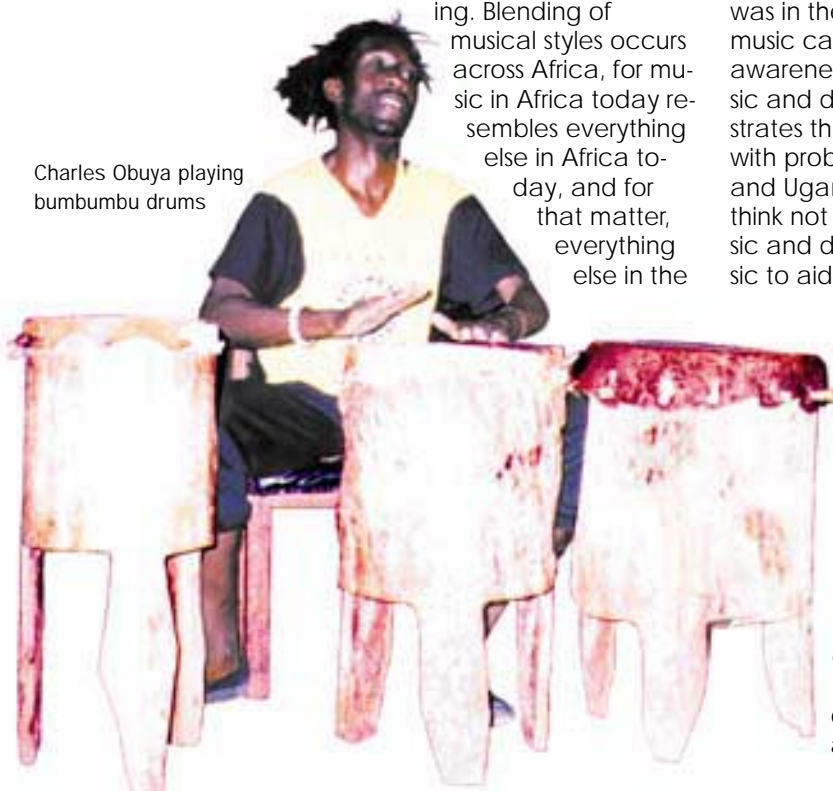 Charles Obuya playing
bumbumbu drums
ing. Blending of
musical styles occurs
across Africa, for mu-
sic in Africa today re-
sembles everything
else in Africa to-
day, and for
that matter,
everything
else in the
was in the
music ca
awarene
sic and d
strates th
with prob
and Ugan
think not
sic and d
sic to aid